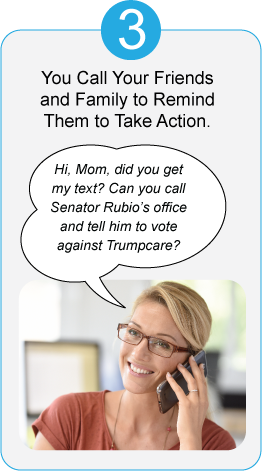 3
You Call Your Friends
and Family to Remind
Them to Take Action.
Hi, Mom, did you get
my text? Can you call
Senator Rubio's office
and tell him to vote
against Trumpcare?